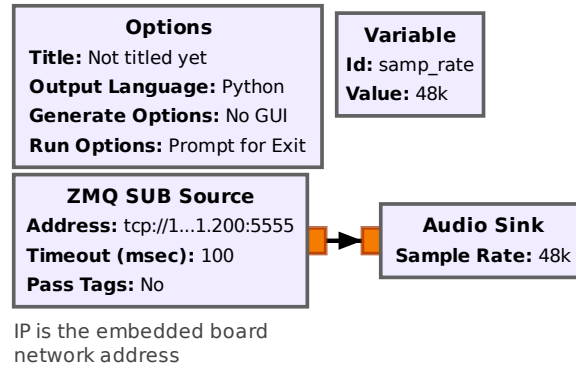 Options
Title: Not titled yet
Output Language: Python
Generate Options: No GUI
Run Options: Prompt for Exit
Variable
Id: samp_rate
Value: 48k
ZMQ SUB Source
Address: tcp://1...1.200:5555
Timeout (msec): 100
Pass Tags: No
Audio Sink
Sample Rate: 48k
IP is the embedded board
network address